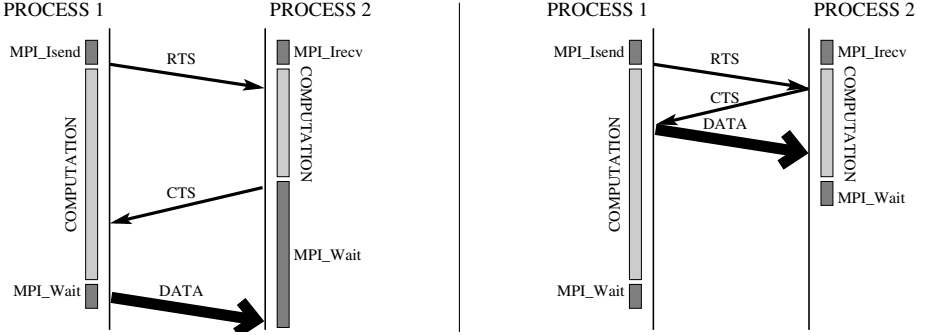 PROCESS 1 PROCESS 2
MPI_Isend
RTS
MPI_Irecv
COMPUTATION
COMPUTATION
CTS
MPI_Wait
MPI_Wait
DATA
PROCESS 1 PROCESS 2
MPI_Isend
RTS
MPI_Irecv
CTS
DATA
COMPUTATION
COMPUTATION
MPI_Wait
MPI_Wait